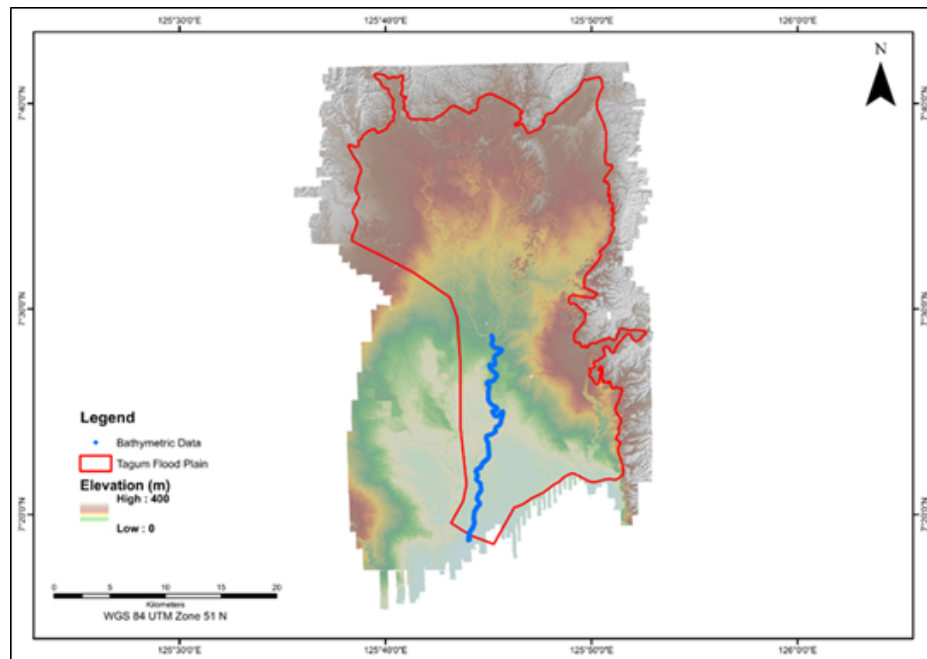 125°30'0"E 125°40'0"E 125°50'0"E 126°0'0"E
N
7°40'0"N 7°40'0"N
7°30'0"N 7°30'0"N
Legend
Bathymetric Data
Tagum Flood Plain
Elevation (m)
High : 400
Low : 0
7°20'0"N 7°20'0"N
0 5 10 15 20
Kilometers
WGS 84 UTM Zone 51 N
125°30'0"E 125°40'0"E 125°50'0"E 126°0'0"E